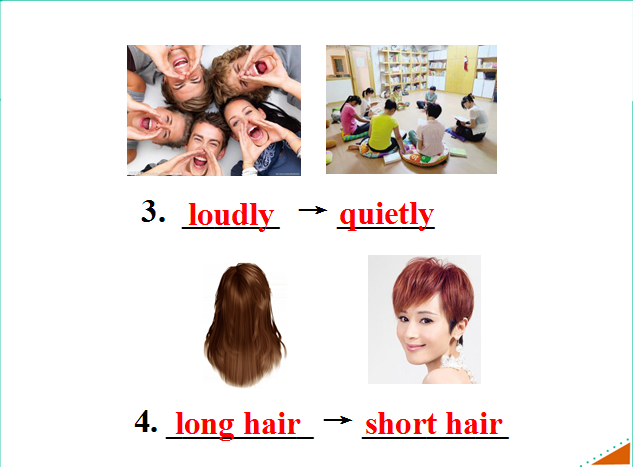 3. loudly → quietly
4. long hair → short hair